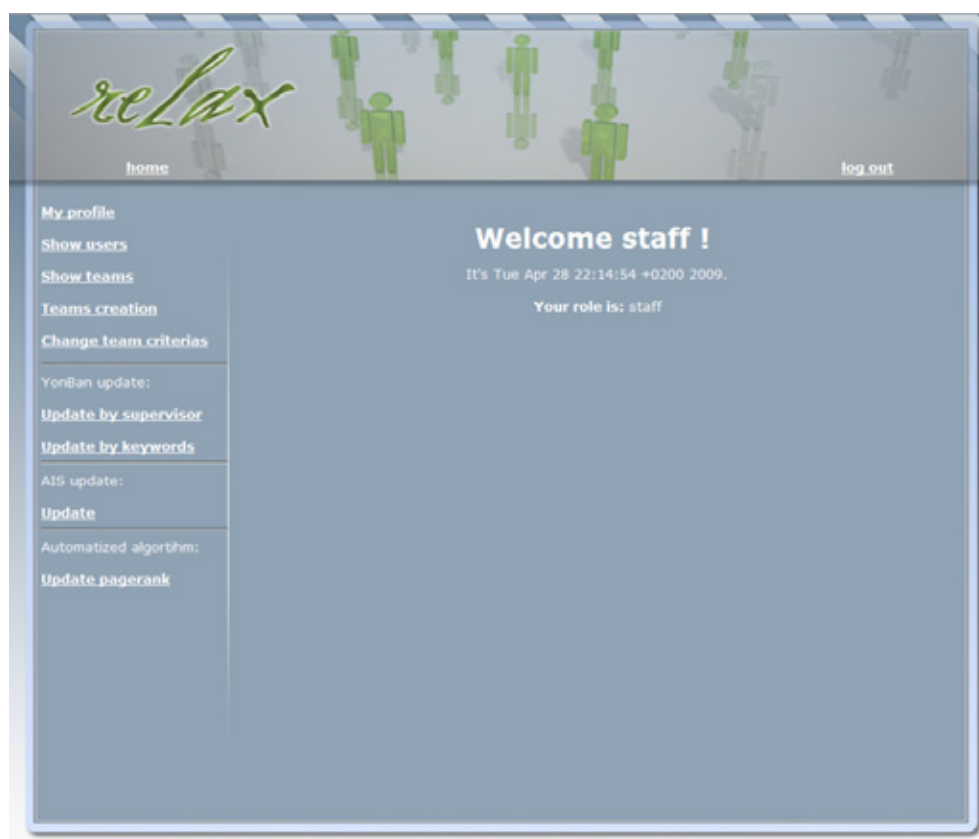 relax
home
log out
My profile
Show users
Show teams
Teams creation
Change team criterias
YonBan update:
Update by supervisor
Update by keywords
AIS update:
Update
Automatized algortihm:
Update pagerank
Welcome staff !
It's Tue Apr 28 22:14:54 +0200 2009.
Your role is: staff